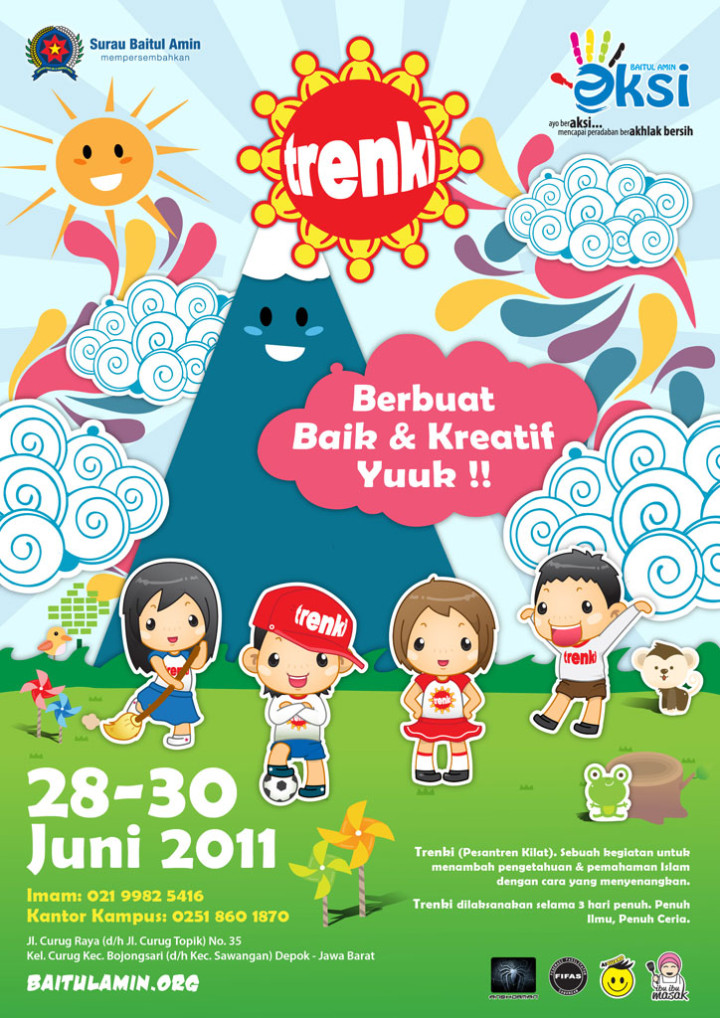 Surau Baitul Amin
mempersembahkan
BAITUL AMIN
aksi
ayo beraksi...
mencapai peradaban berakhlak bersih
trenki
Berbuat
Baik & Kreatif
Yuuk !!
trenki
trenki
trenki
trenki
28-30
Juni 2011
Imam: 021 9982 5416
Kantor Kampus: 0251 860 1870
Jl. Curug Raya (d/h Jl. Curug Topik) No. 35
Kel. Curug Kec. Bojongsari (d/h Kec. Sawangan) Depok - Jawa Barat
BAITULAMIN.ORG
Trenki (Pesantren Kilat). Sebuah kegiatan untuk
menambah pengetahuan & pemahaman Islam
dengan cara yang menyenangkan.
Trenki dilaksanakan selama 3 hari penuh. Penuh
Ilmu, Penuh Ceria.
FIFAS
ibu ibu
masak